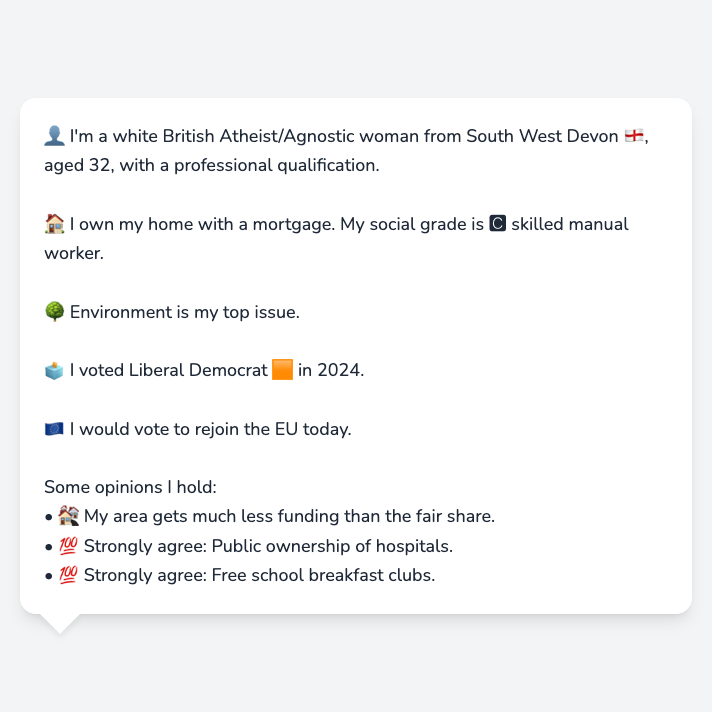 👤 I'm a white British Atheist/Agnostic woman from South West Devon 🏴󠁧󠁢󠁥󠁮󠁧󠁿,
aged 32, with a professional qualification.
🏠 I own my home with a mortgage. My social grade is 🅲 skilled manual
worker.
🌳 Environment is my top issue.
🗳️ I voted Liberal Democrat 🟧 in 2024.
🇪🇺 I would vote to rejoin the EU today.
Some opinions I hold:
• 🏚️ My area gets much less funding than the fair share.
• 💯 Strongly agree: Public ownership of hospitals.
• 💯 Strongly agree: Free school breakfast clubs.